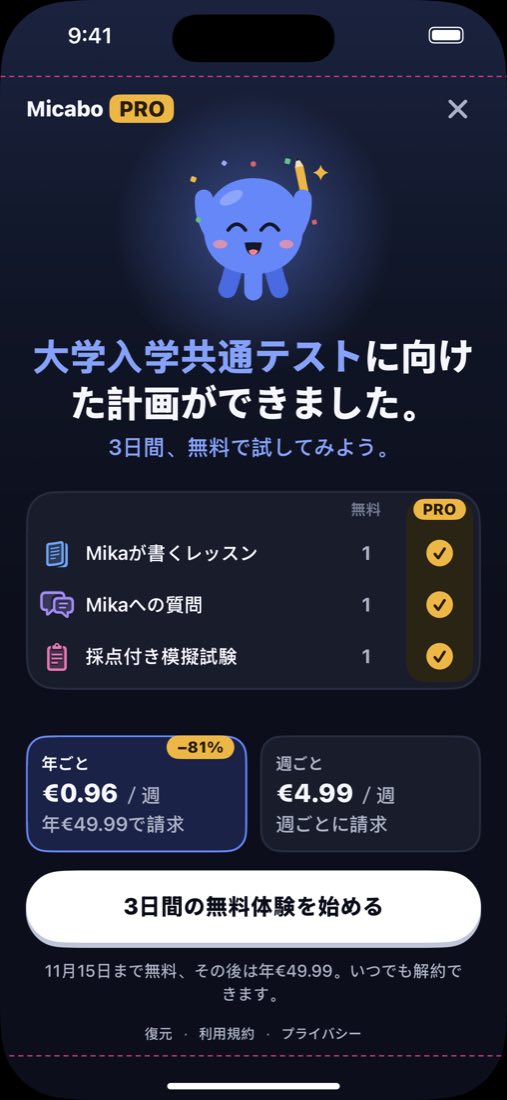 9:41
Micabo PRO
大学入学共通テストに向け
た計画ができました。
3日間、無料で試してみよう。
無料 PRO
Mikaが書くレッスン 1
Mikaへの質問 1
採点付き模擬試験 1
−81%
年ごと
€0.96 / 週
年€49.99で請求
週ごと
€4.99 / 週
週ごとに請求
3日間の無料体験を始める
11月15日まで無料、その後は年€49.99。いつでも解約で
きます。
復元 · 利用規約 · プライバシー